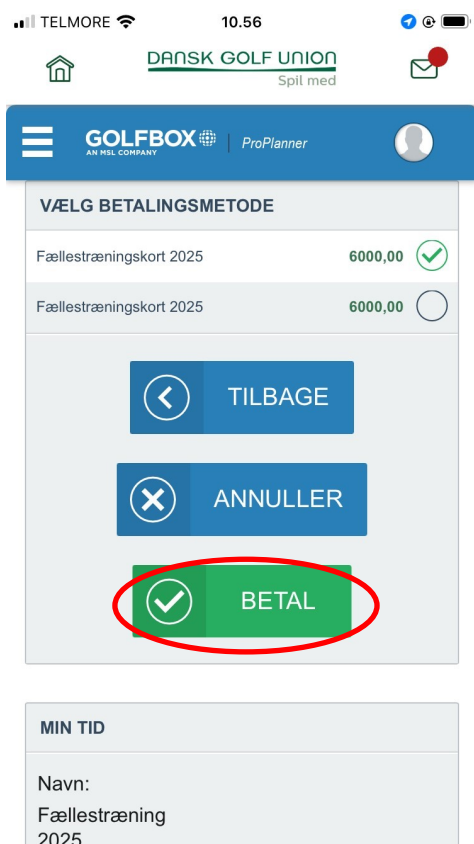 TELMORE 10.56
DANSK GOLF UNION
Spil med
GOLFBOX ProPlanner
AN MSL COMPANY
VÆLG BETALINGSMETODE
Fællestræningskort 2025 6000,00
Fællestræningskort 2025 6000,00
TILBAGE
ANNULLER
BETAL
MIN TID
Navn:
Fællestræning
2025